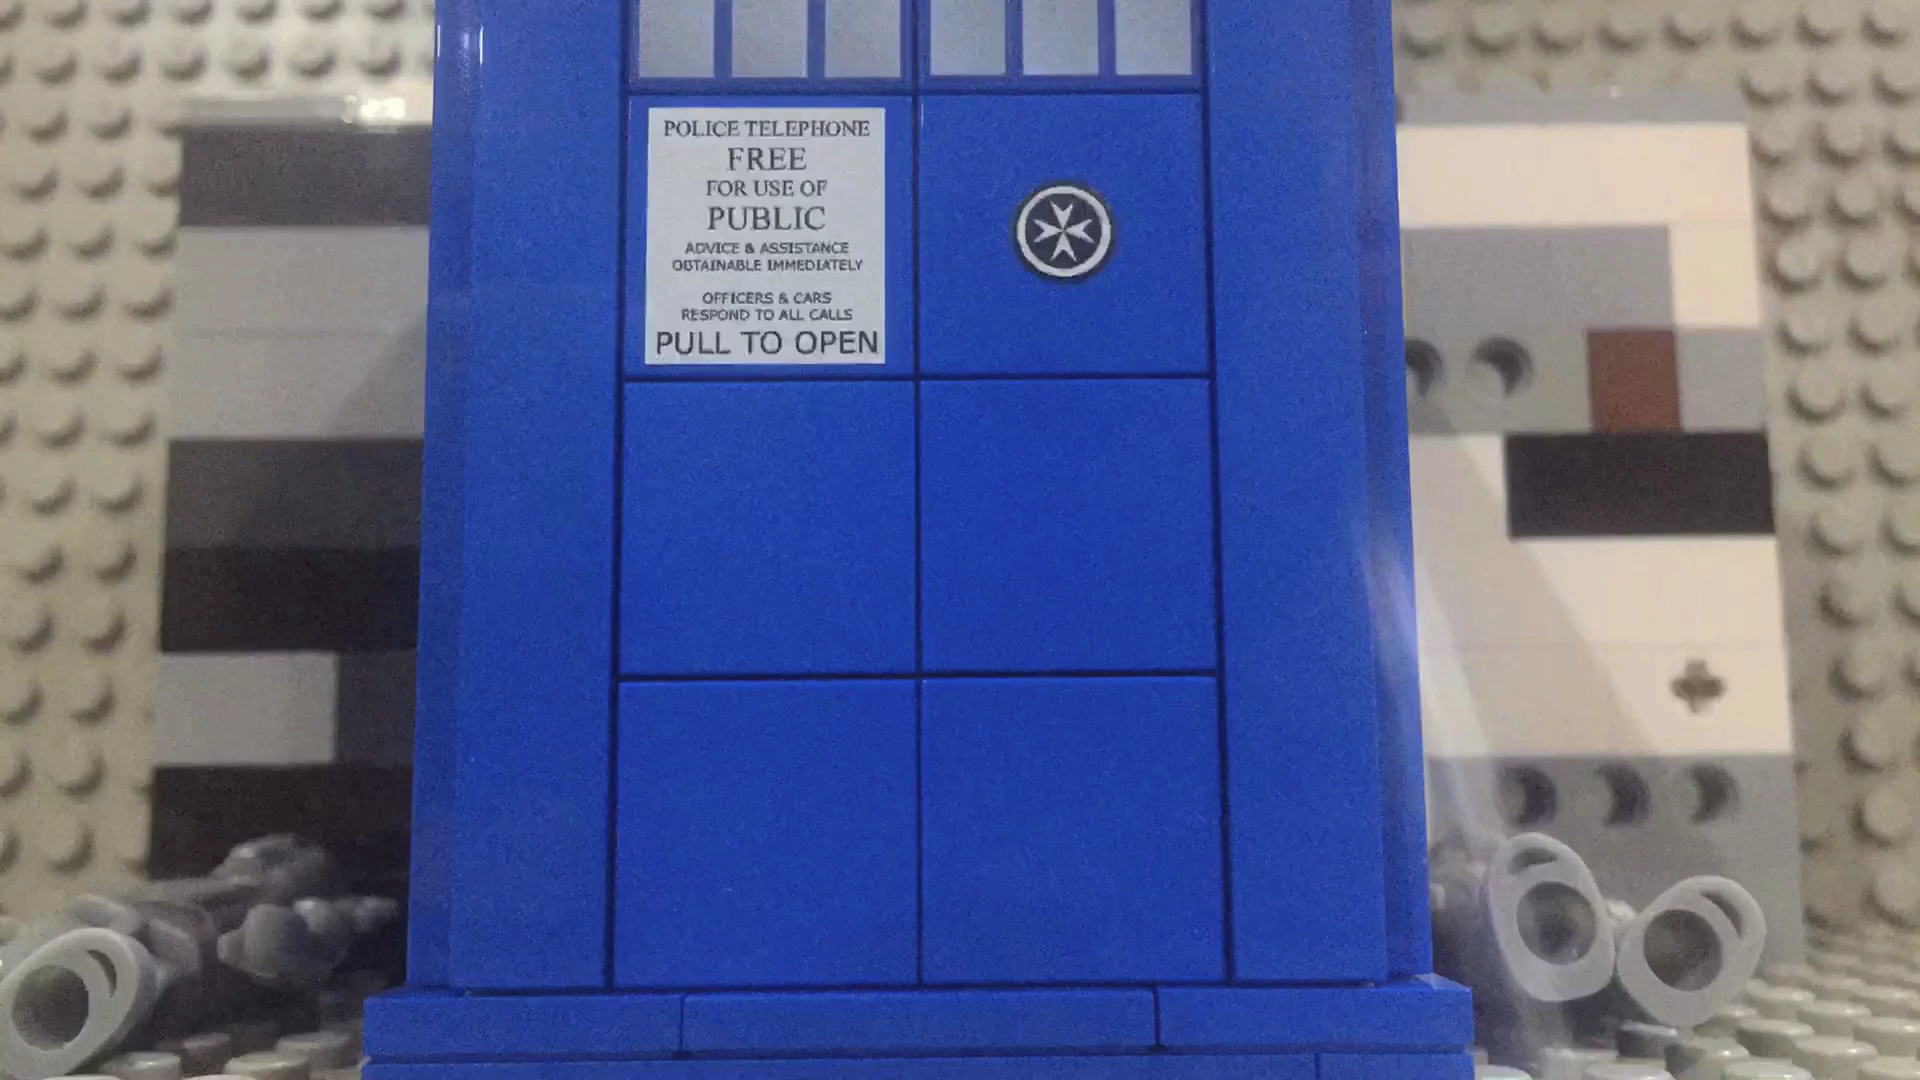 POLICE TELEPHONE
FREE
FOR USE OF
PUBLIC
ADVICE & ASSISTANCE
OBTAINABLE IMMEDIATELY
OFFICERS & CARS
RESPOND TO ALL CALLS
PULL TO OPEN